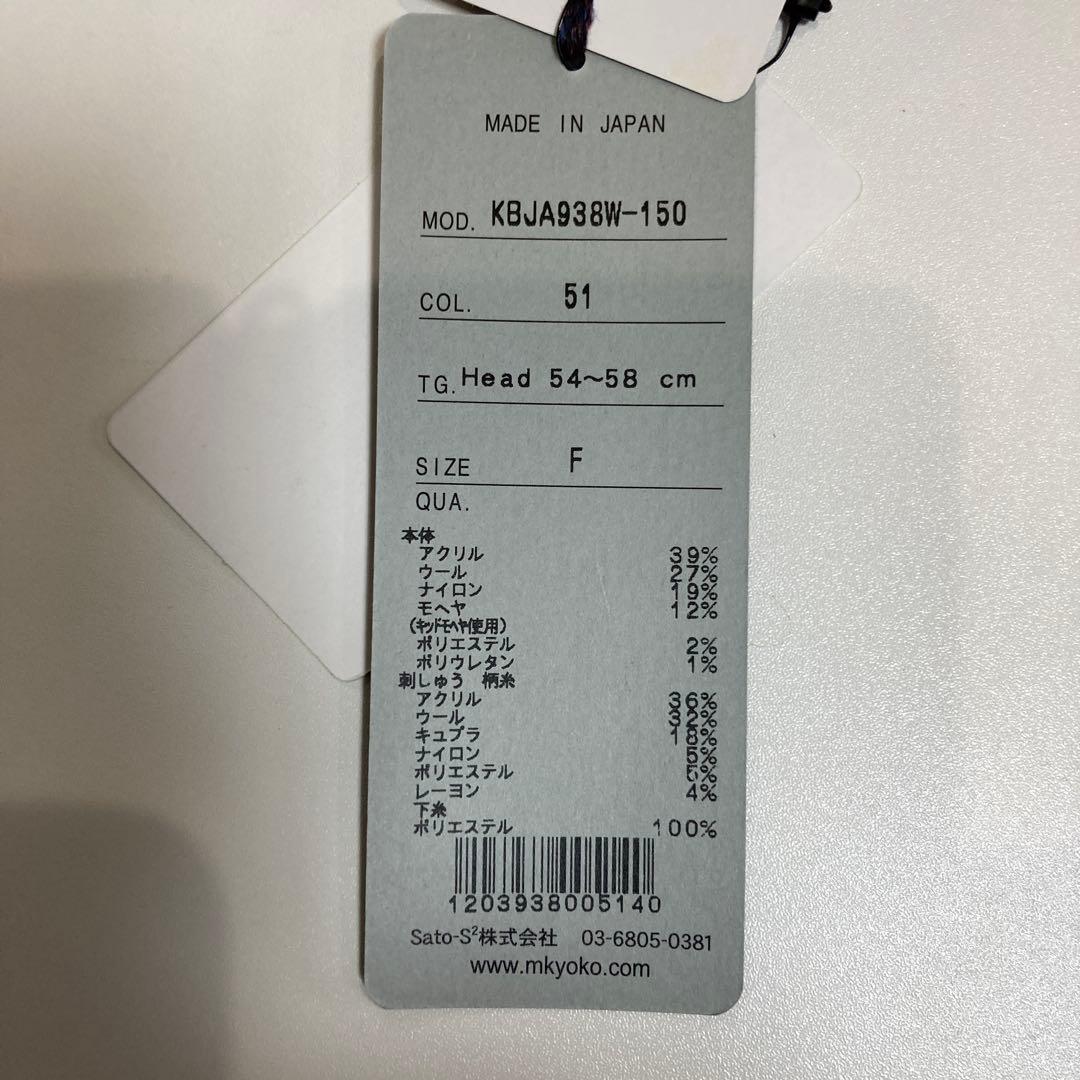 MADE IN JAPAN
MOD. KBJA938W-150
COL. 51
TG. Head 54~58 cm
SIZE F
QUA.
本体
アクリル 39%
ウール 27%
ナイロン 19%
モヘヤ 12%
(キッドモヘヤ使用)
ポリエステル 2%
ポリウレタン 1%
刺しゅう 柄糸
アクリル 36%
ウール 32%
キュプラ 18%
ナイロン 5%
ポリエステル 5%
レーヨン 4%
下糸
ポリエステル 100%
1203938005140
Sato-S²株式会社 03-6805-0381
www.mkyoko.com